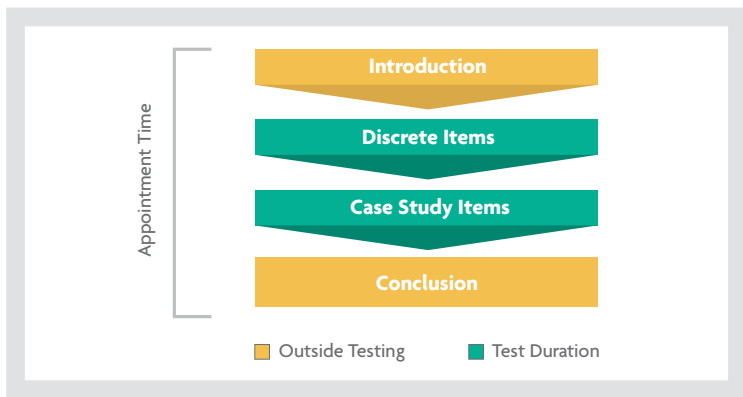 Appointment Time
Introduction
Discrete Items
Case Study Items
Conclusion
Outside Testing
Test Duration